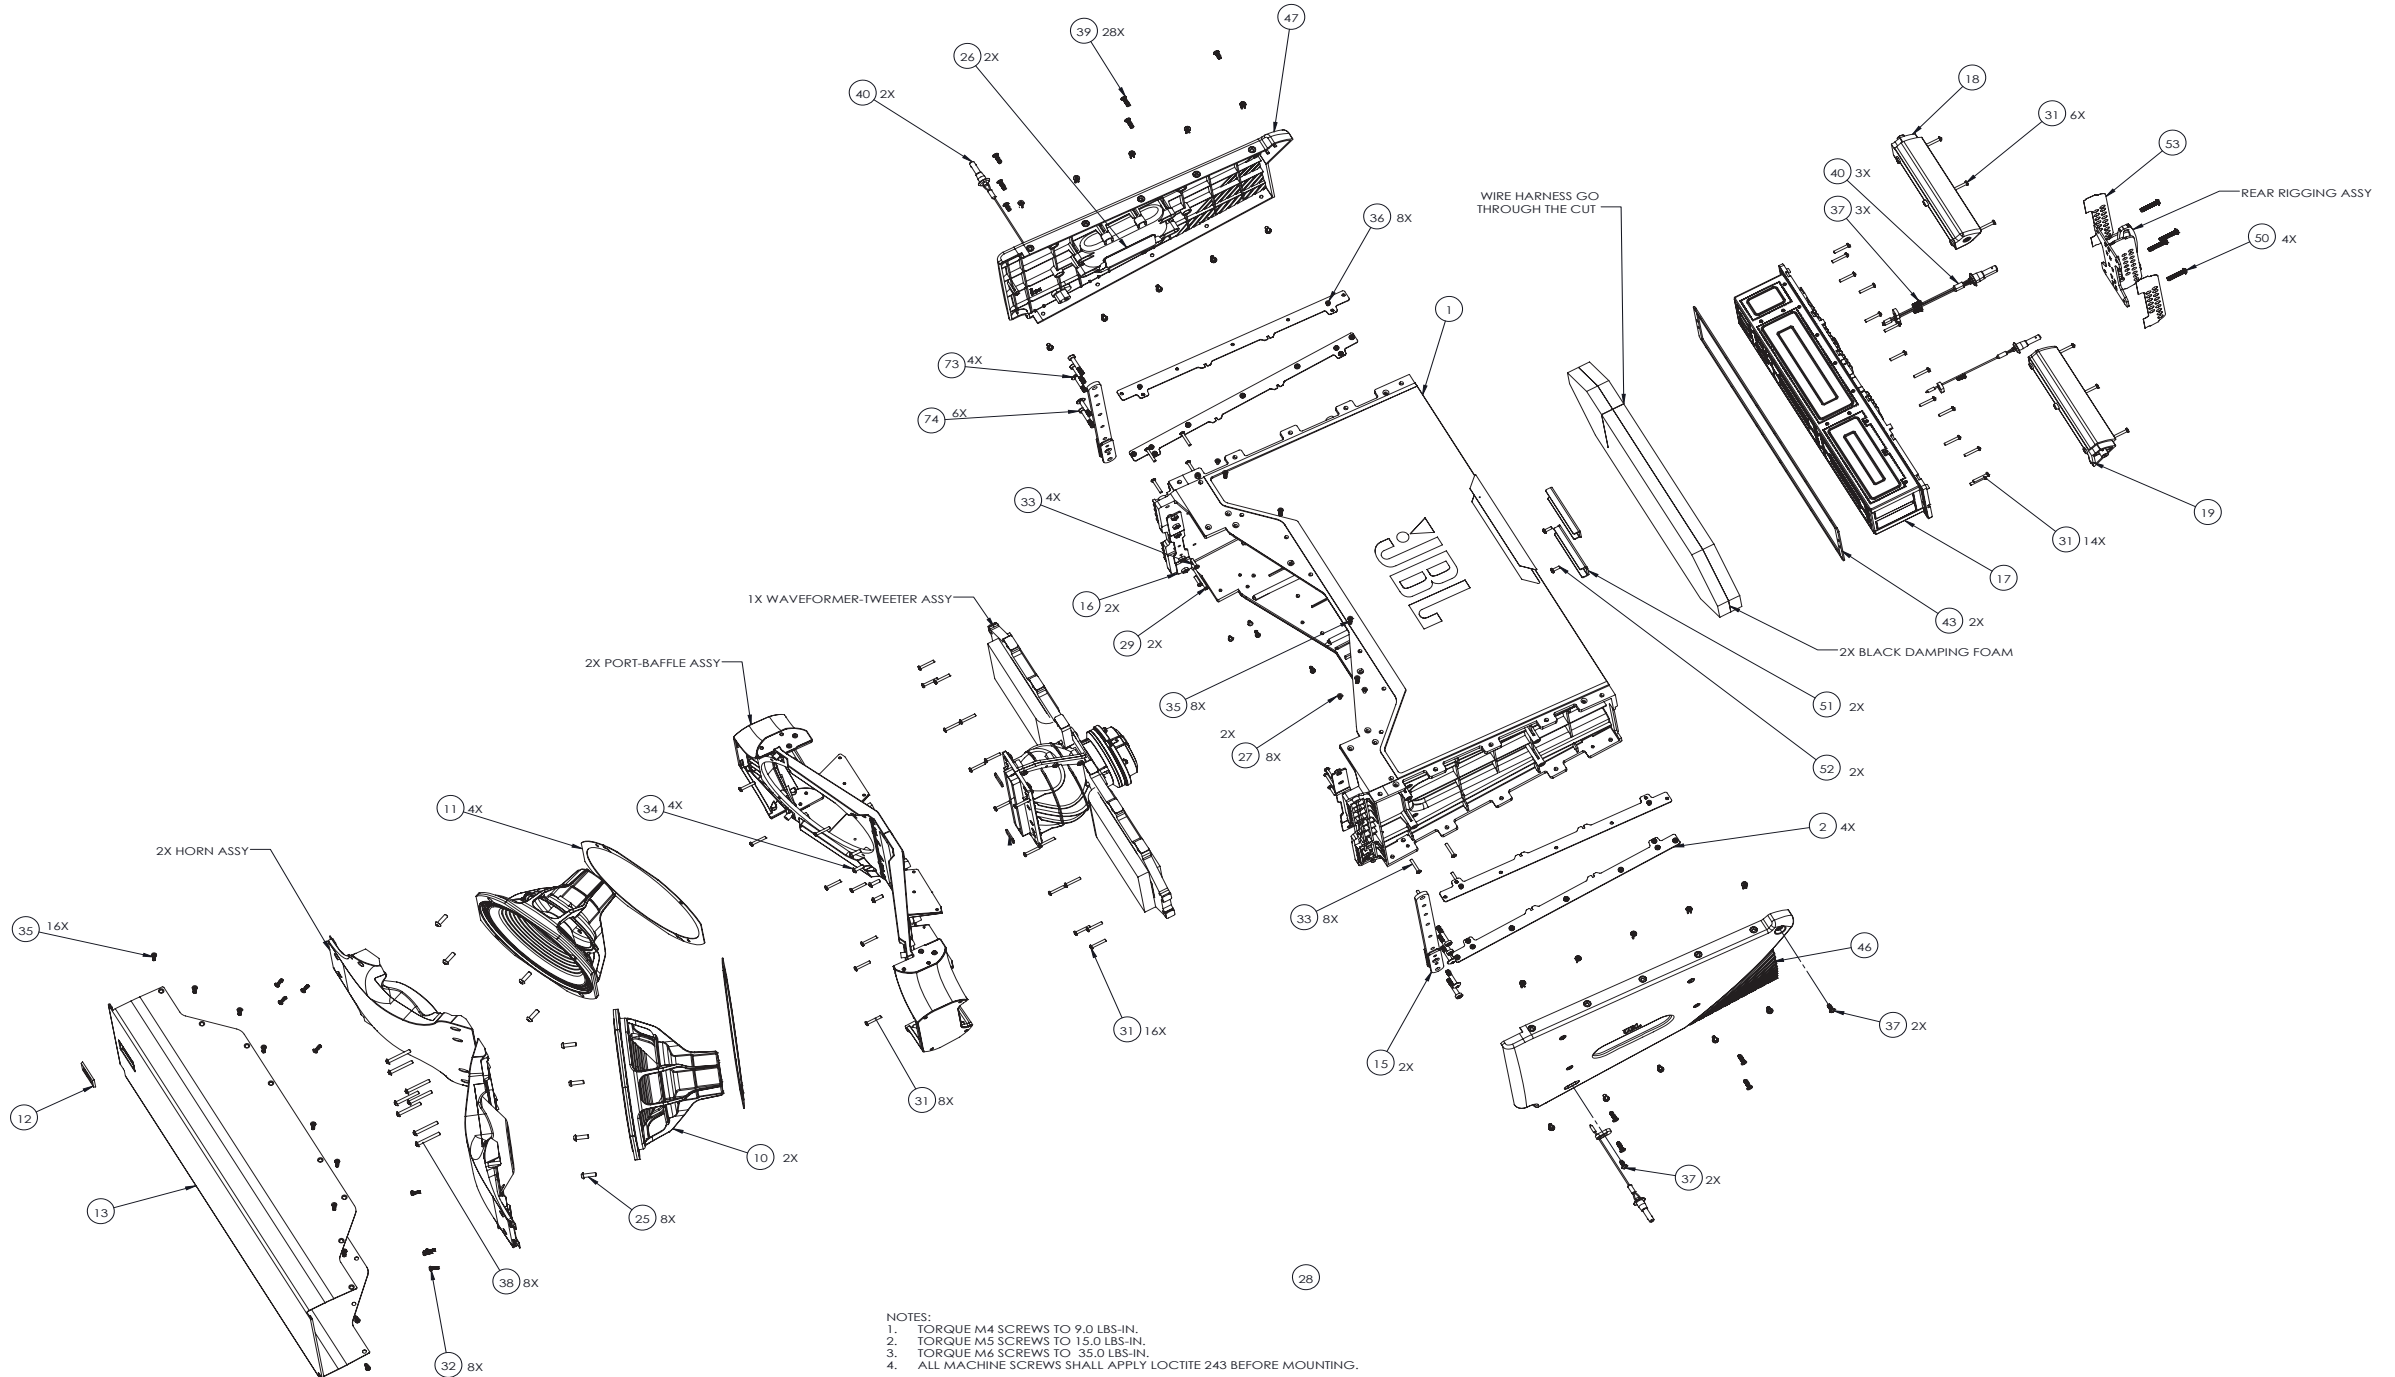 47
39 28X
26 2X
40 2X
18
31 6X
53
REAR RIGGING ASSY
40 3X
37 3X
50 4X
WIRE HARNESS GO
THROUGH THE CUT
36 8X
1
73 4X
74 6X
33 4X
16 2X
29 2X
JBL
19
31 14X
17
43 2X
2X BLACK DAMPING FOAM
51 2X
52 2X
35 8X
2X
27 8X
1X WAVEFORMER-TWEETER ASSY
2X PORT-BAFFLE ASSY
11 4X
34 4X
2X HORN ASSY
35 16X
2 4X
33 8X
46
37 2X
15 2X
31 16X
31 8X
12
10 2X
37 2X
13
25 8X
38 8X
28
32 8X
NOTES:
1. TORQUE M4 SCREWS TO 9.0 LBS-IN.
2. TORQUE M5 SCREWS TO 15.0 LBS-IN.
3. TORQUE M6 SCREWS TO 35.0 LBS-IN.
4. ALL MACHINE SCREWS SHALL APPLY LOCTITE 243 BEFORE MOUNTING.